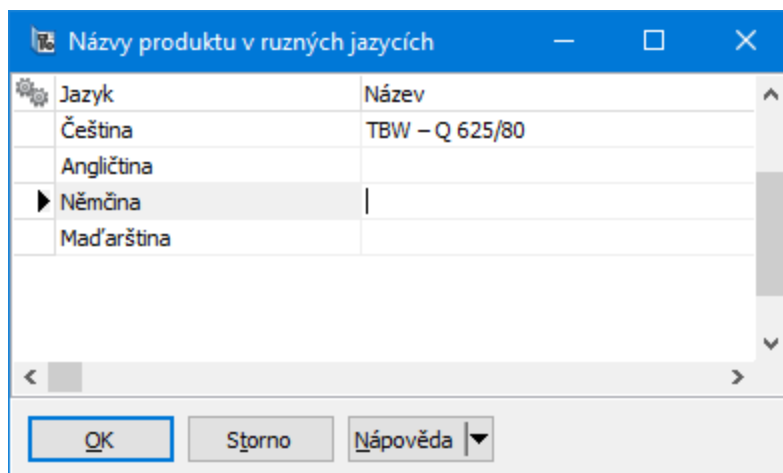 Názvy produktu v ruzných jazycích
Jazyk Název
Čeština TBW – Q 625/80
Angličtina
Němčina
Maďarština
OK Storno Nápověda